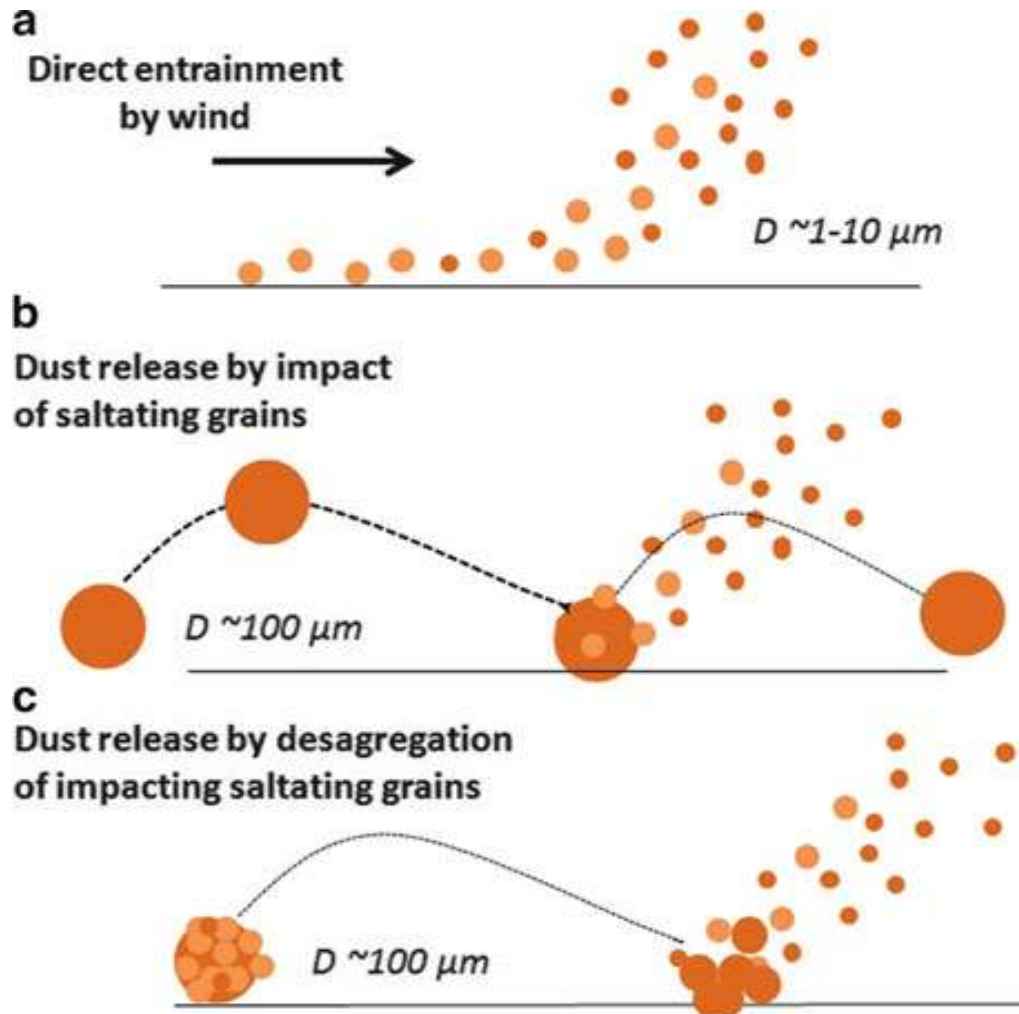 a
Direct entrainment
by wind
D ~1-10 μm
b
Dust release by impact
of saltating grains
D ~100 μm
c
Dust release by desagregation
of impacting saltating grains
D ~100 μm